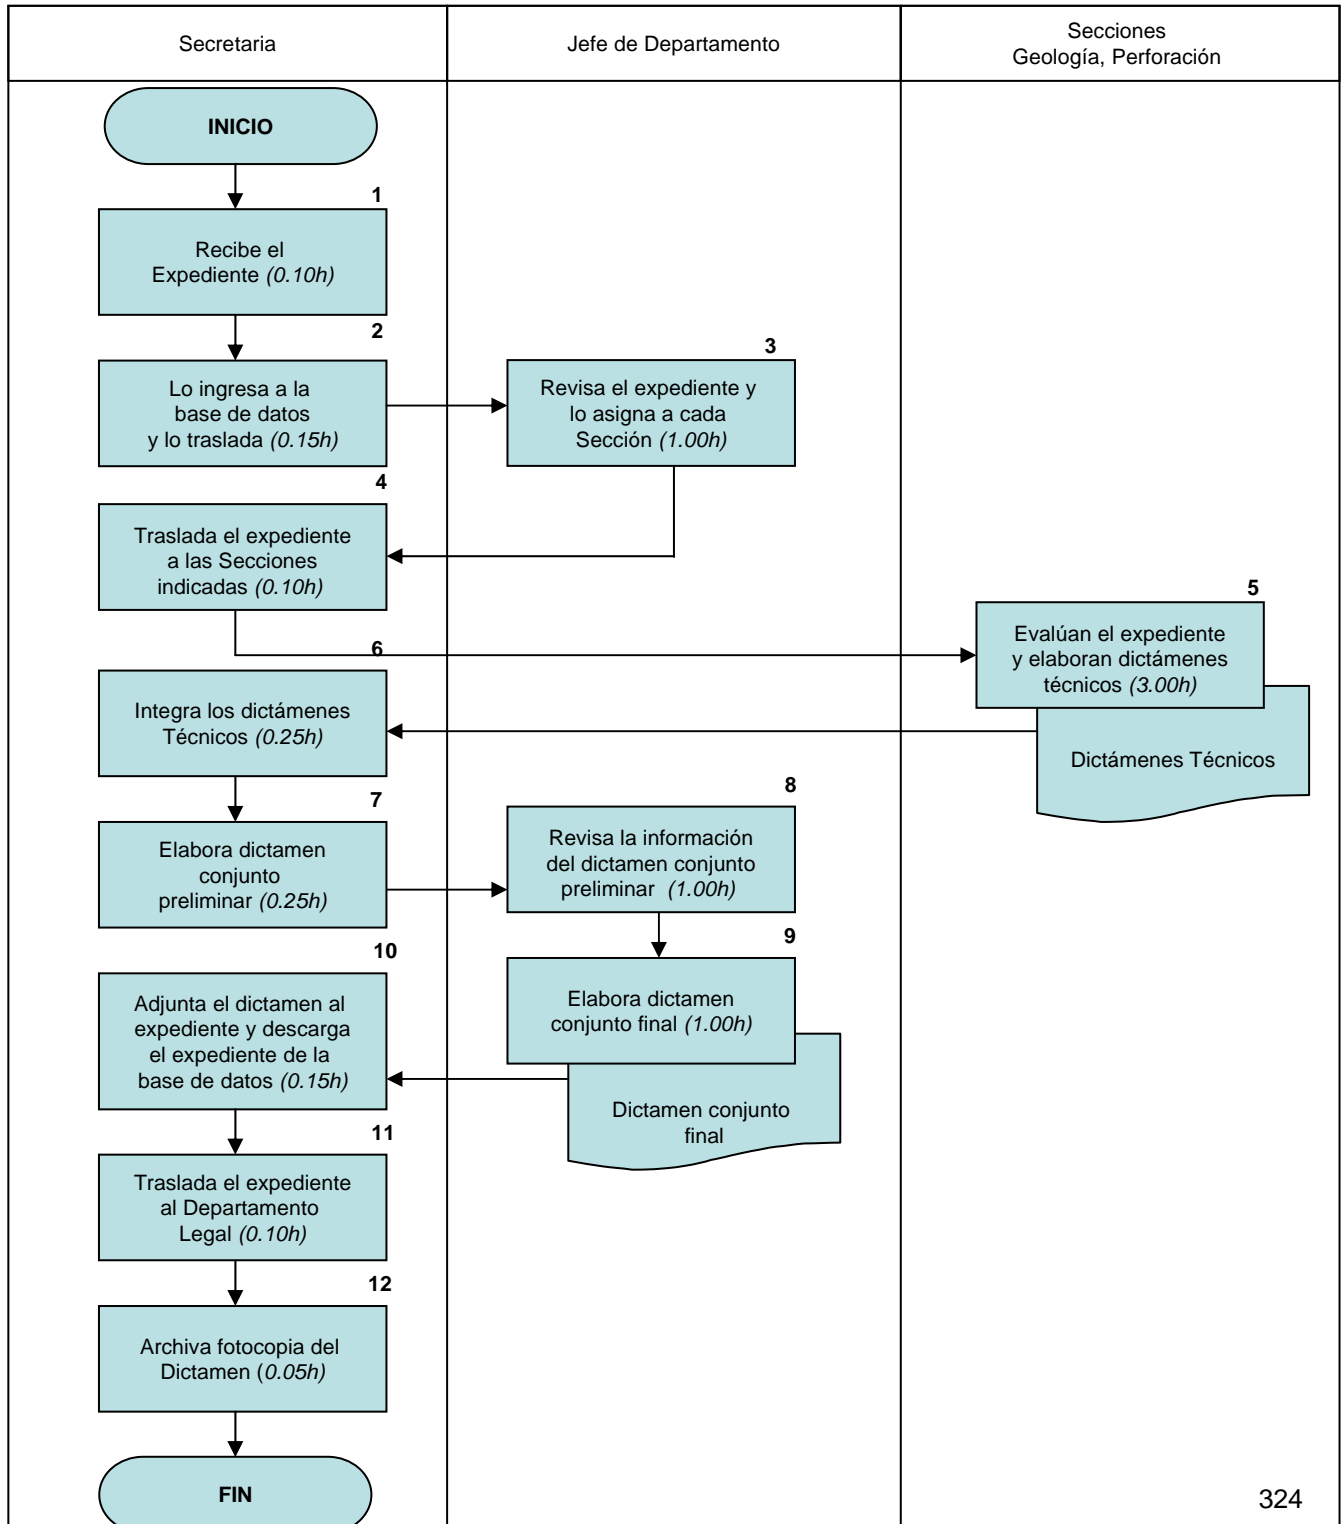 Secretaria
Jefe de Departamento
Secciones
Geología, Perforación
INICIO
1
Recibe el
Expediente (0.10h)
2
Lo ingresa a la
base de datos
y lo traslada (0.15h)
3
Revisa el expediente y
lo asigna a cada
Sección (1.00h)
4
Traslada el expediente
a las Secciones
indicadas (0.10h)
5
Evalúan el expediente
y elaboran dictámenes
técnicos (3.00h)
Dictámenes Técnicos
6
Integra los dictámenes
Técnicos (0.25h)
7
Elabora dictamen
conjunto
preliminar (0.25h)
8
Revisa la información
del dictamen conjunto
preliminar (1.00h)
9
Elabora dictamen
conjunto final (1.00h)
Dictamen conjunto
final
10
Adjunta el dictamen al
expediente y descarga
el expediente de la
base de datos (0.15h)
11
Traslada el expediente
al Departamento
Legal (0.10h)
12
Archiva fotocopia del
Dictamen (0.05h)
FIN
324